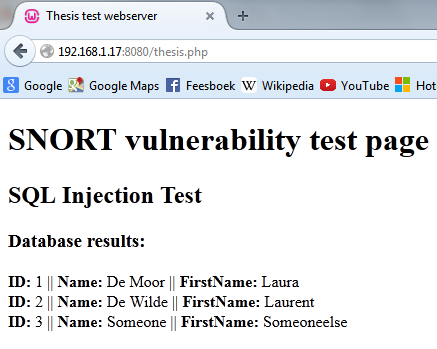 Thesis test webserver
192.168.1.17:8080/thesis.php
Google Google Maps Feesboek W Wikipedia YouTube Hot
SNORT vulnerability test page
SQL Injection Test
Database results:
ID: 1 || Name: De Moor || FirstName: Laura
ID: 2 || Name: De Wilde || FirstName: Laurent
ID: 3 || Name: Someone || FirstName: Someoneelse